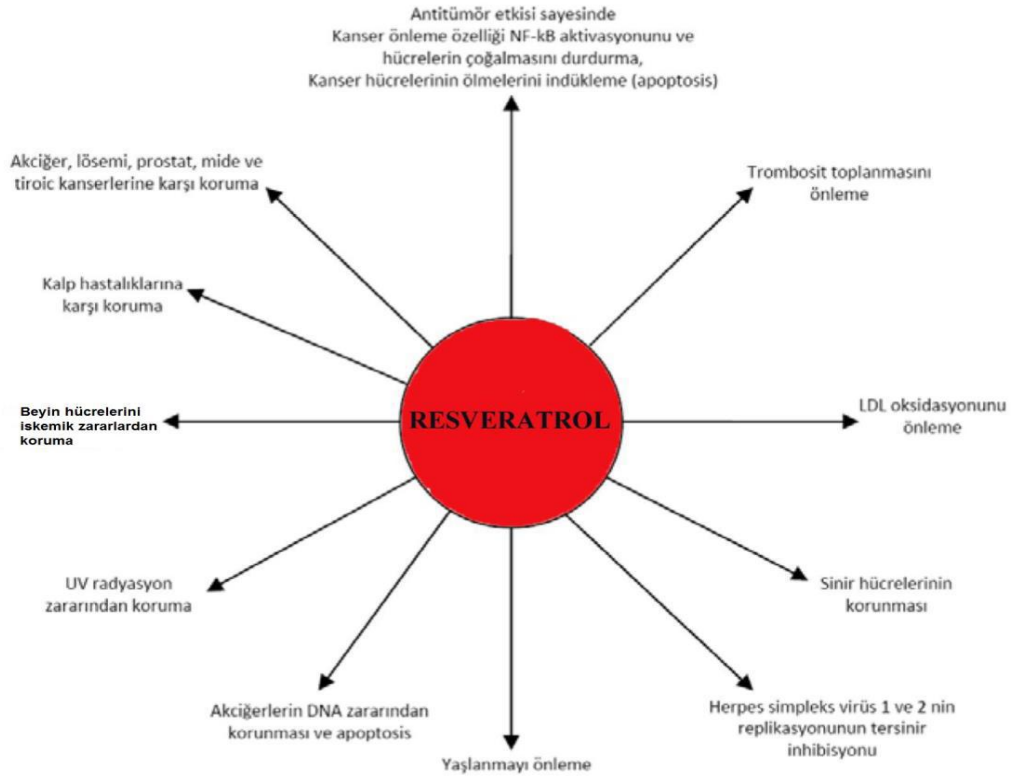 Antitümör etkisi sayesinde
Kanser önleme özelliği NF-kB aktivasyonunu ve
hücrelerin çoğalmasını durdurma,
Kanser hücrelerinin ölmelerini indükleme (apoptosis)
Akciğer, lösemi, prostat, mide ve
tiroic kanserlerine karşı koruma
Trombosit toplanmasını
önleme
Kalp hastalıklarına
karşı koruma
Beyin hücrelerini
iskemik zararlardan
koruma
RESVERATROL
LDL oksidasyonunu
önleme
UV radyasyon
zararından koruma
Sinir hücrelerinin
korunması
Akciğerlerin DNA zararından
korunması ve apoptosis
Yaşlanmayı önleme
Herpes simpleks virüs 1 ve 2 nin
replikasyonunun tersinir
inhibisyonu